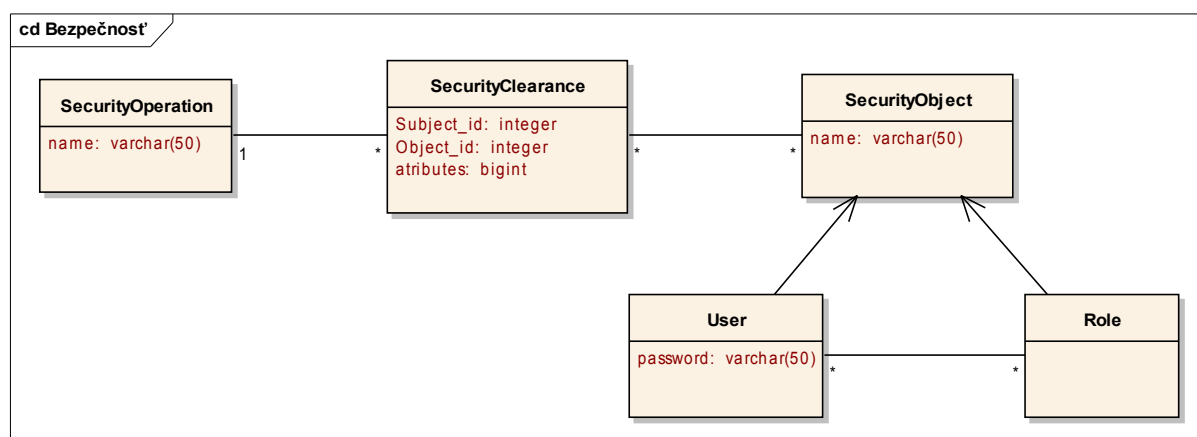 cd Bezpečnosť
SecurityOperation
name: varchar(50)
SecurityClearance
Subject_id: integer
Object_id: integer
atributes: bigint
SecurityObject
name: varchar(50)
1
*
*
*
User
password: varchar(50)
Role
*
*